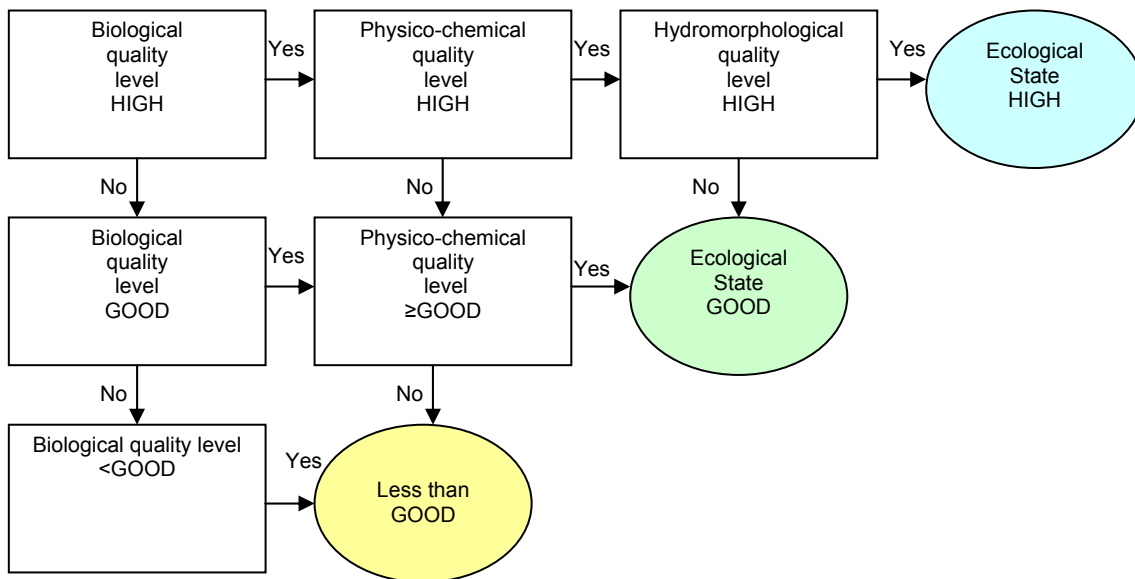 Biological
quality
level
HIGH
Yes
Physico-chemical
quality
level
HIGH
Yes
Hydromorphological
quality
level
HIGH
Yes
Ecological
State
HIGH
No
No
No
Biological
quality
level
GOOD
Yes
Physico-chemical
quality
level
≥GOOD
Yes
Ecological
State
GOOD
No
No
Biological quality level
<GOOD
Yes
Less than
GOOD